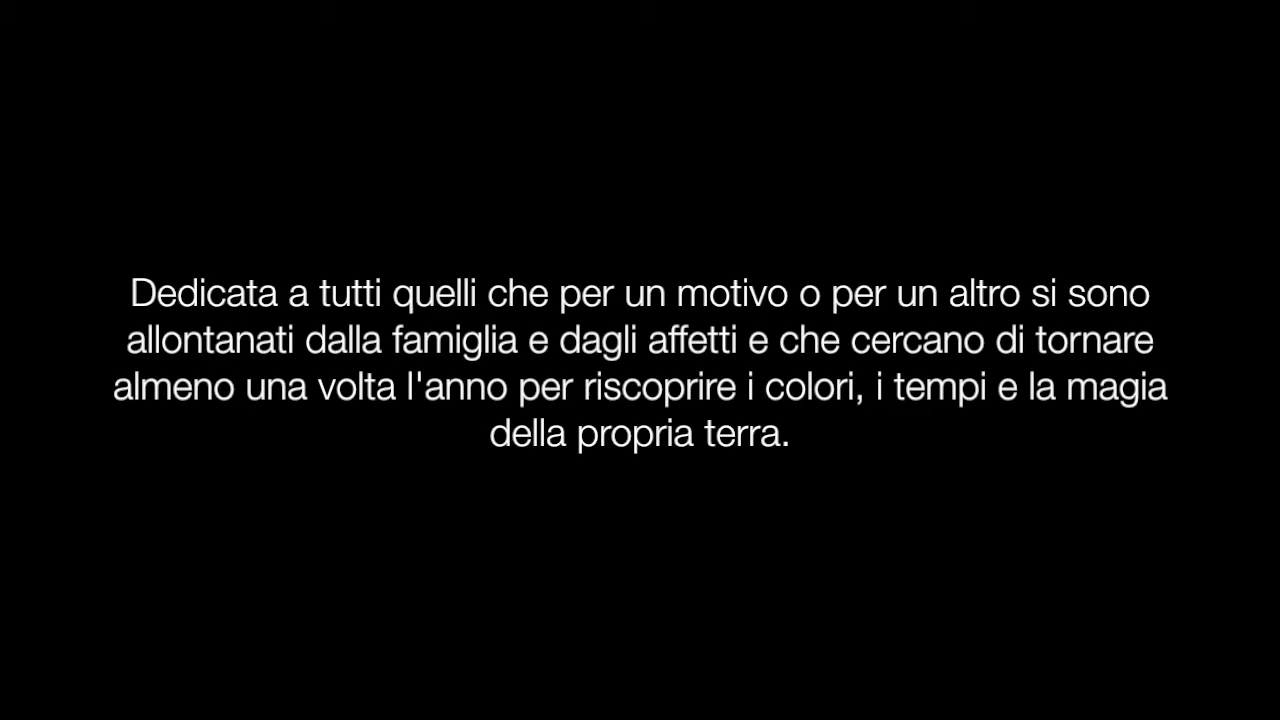 Dedicata a tutti quelli che per un motivo o per un altro si sono
allontanati dalla famiglia e dagli affetti e che cercano di tornare
almeno una volta l'anno per riscoprire i colori, i tempi e la magia
della propria terra.